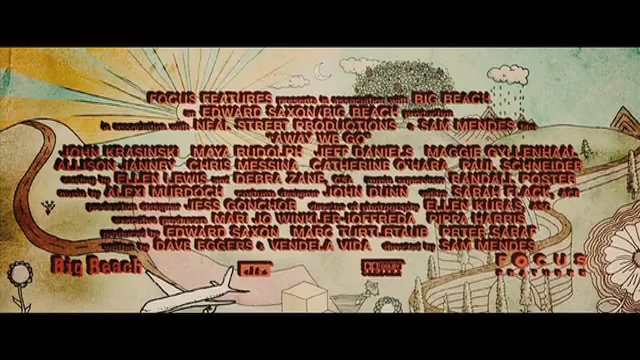 FOCUS FEATURES presents in association with BIG BEACH
an EDWARD SAXON/BIG BEACH production
in association with NEAL STREET PRODUCTIONS a SAM MENDES film
"AWAY WE GO"
JOHN KRASINSKI MAYA RUDOLPH JEFF DANIELS MAGGIE GYLLENHAAL
ALLISON JANNEY CHRIS MESSINA CATHERINE O'HARA PAUL SCHNEIDER
casting by ELLEN LEWIS and DEBRA ZANE, CSA music supervisor RANDALL POSTER
music by ALEXI MURDOCH costume designer JOHN DUNN editor SARAH FLACK, ACE
production designer JESS GONCHOR director of photography ELLEN KURAS, ASC
executive producers MARI JO WINKLER-IOFFREDA PIPPA HARRIS
produced by EDWARD SAXON MARC TURTLETAUB PETER SARAF
written by DAVE EGGERS & VENDELA VIDA directed by SAM MENDES
Big Beach FOCUS
FEATURES